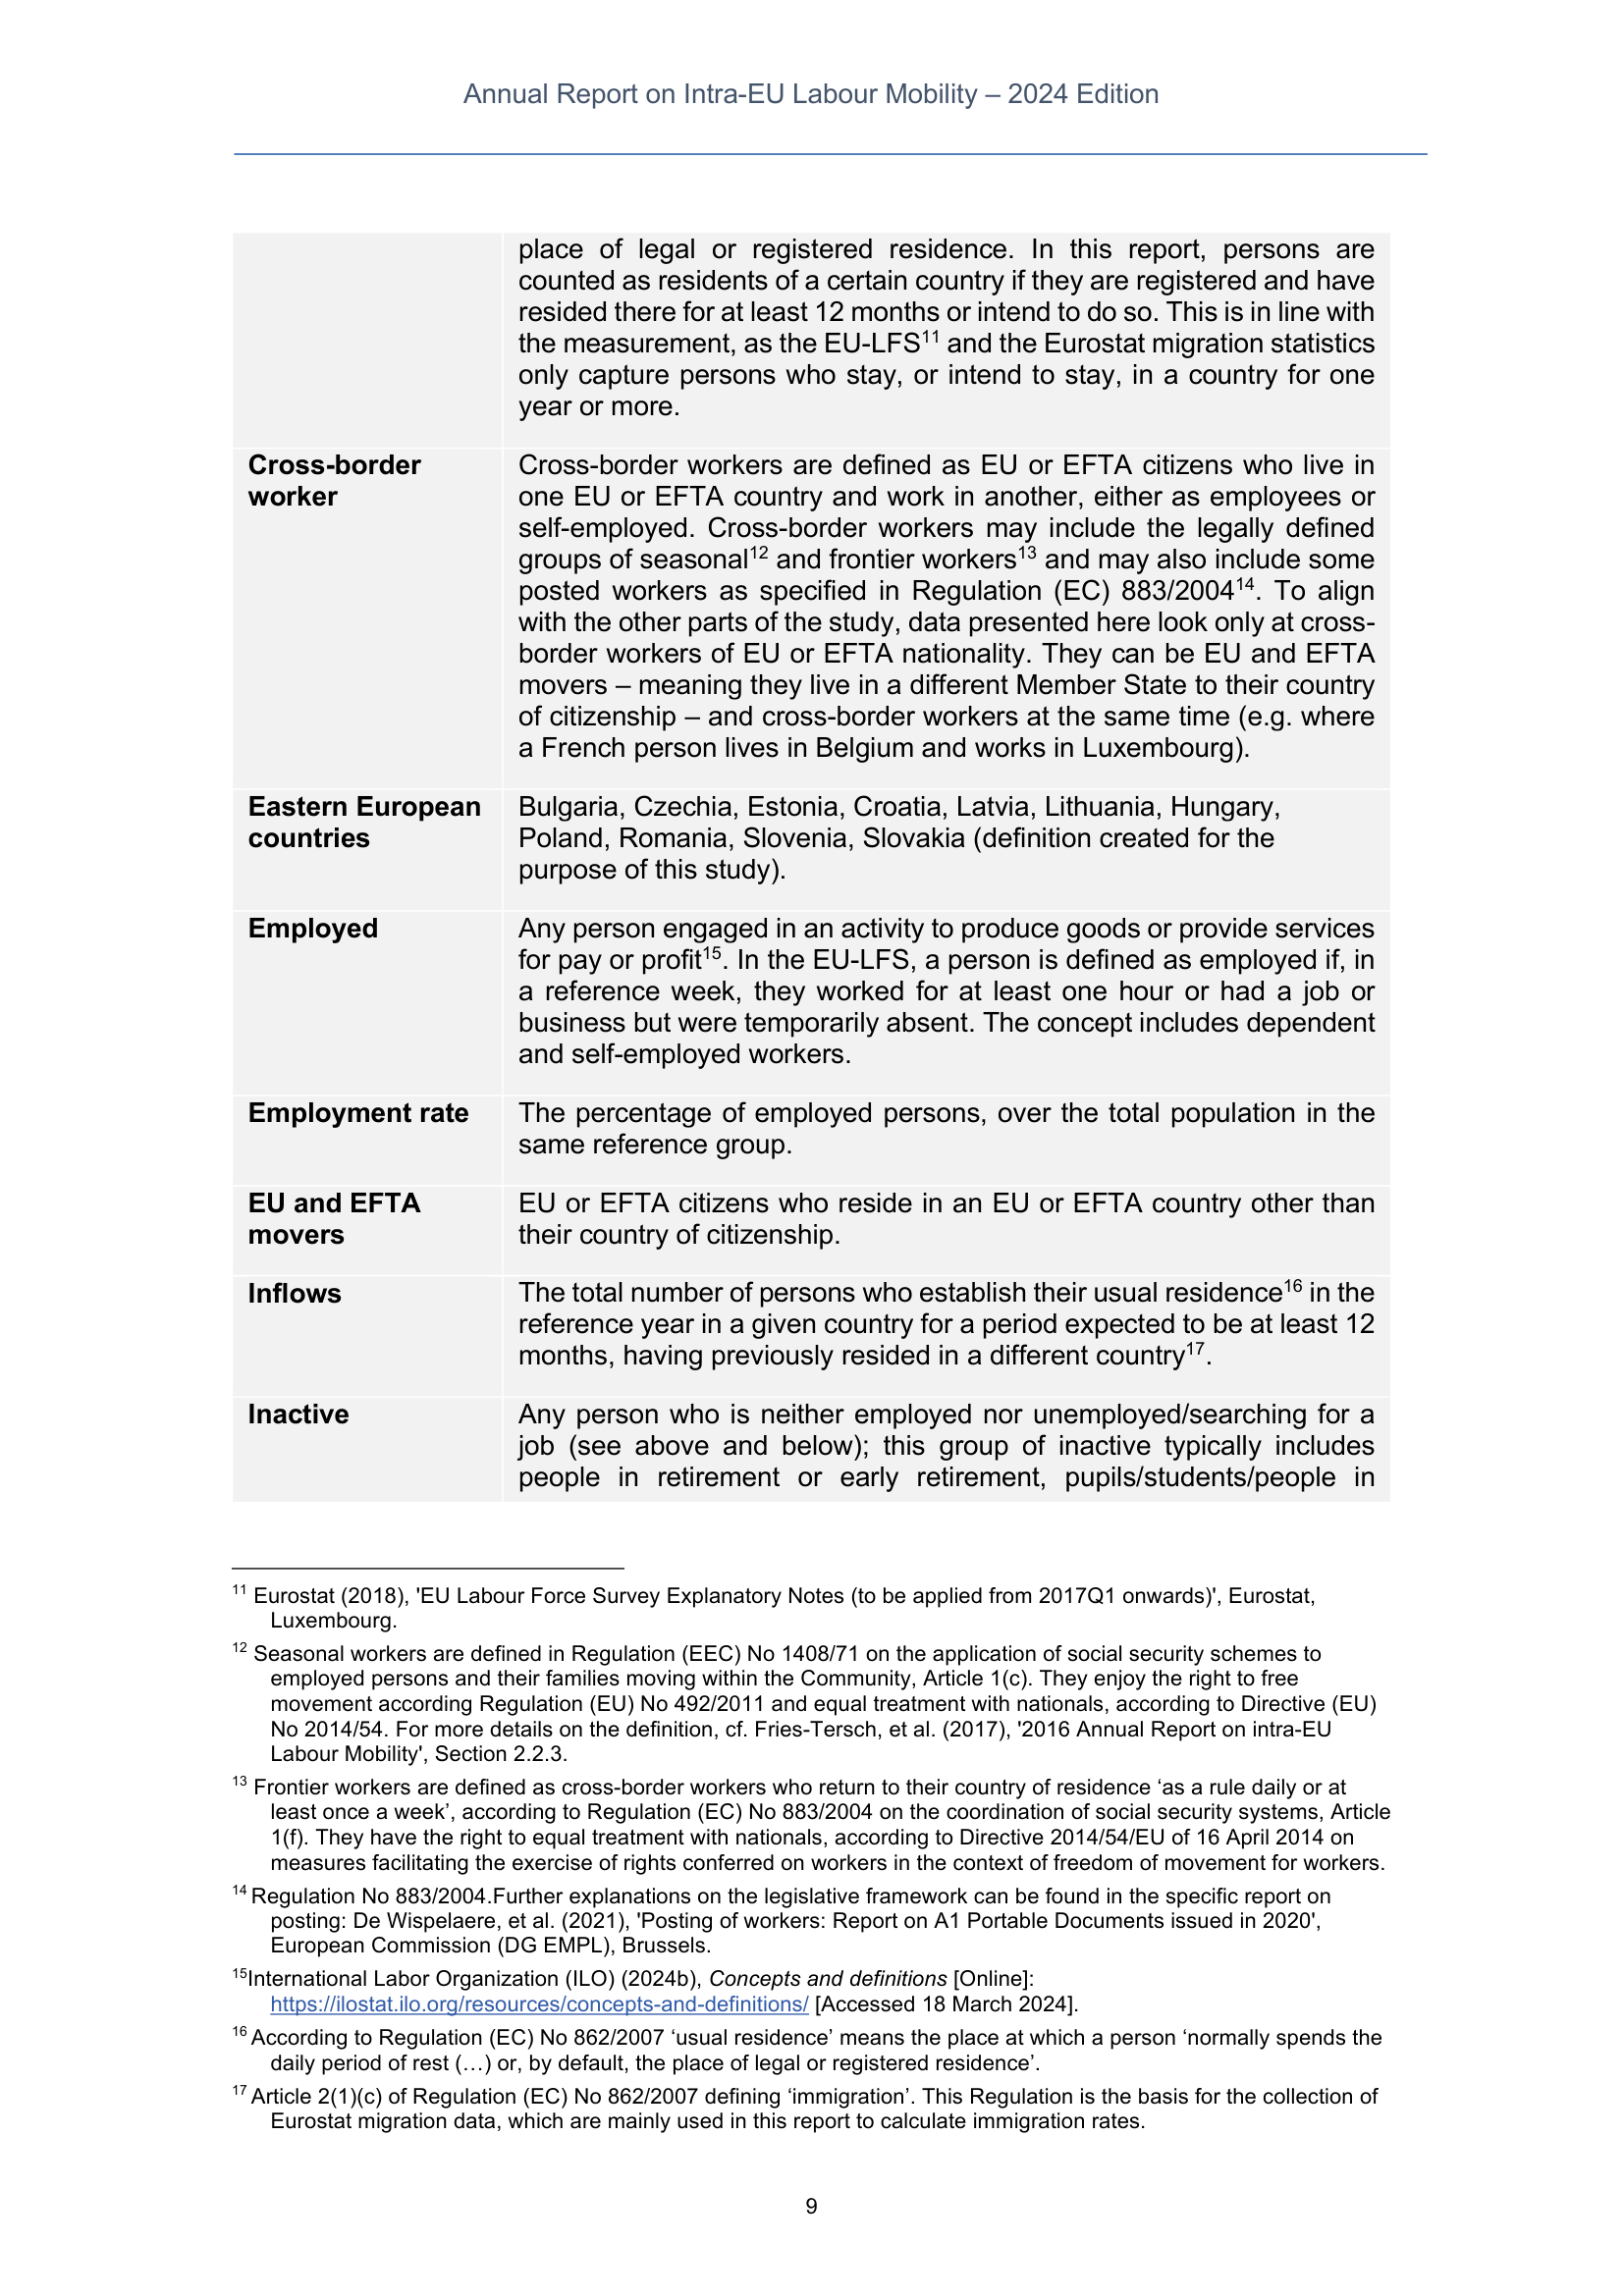 Annual Report on Intra-EU Labour Mobility – 2024 Edition
place of legal or registered residence. In this report, persons are
counted as residents of a certain country if they are registered and have
resided there for at least 12 months or intend to do so. This is in line with
the measurement, as the EU-LFS11 and the Eurostat migration statistics
only capture persons who stay, or intend to stay, in a country for one
year or more.
Cross-border
worker
Cross-border workers are defined as EU or EFTA citizens who live in
one EU or EFTA country and work in another, either as employees or
self-employed. Cross-border workers may include the legally defined
groups of seasonal12 and frontier workers13 and may also include some
posted workers as specified in Regulation (EC) 883/200414. To align
with the other parts of the study, data presented here look only at cross-
border workers of EU or EFTA nationality. They can be EU and EFTA
movers – meaning they live in a different Member State to their country
of citizenship – and cross-border workers at the same time (e.g. where
a French person lives in Belgium and works in Luxembourg).
Eastern European
countries
Bulgaria, Czechia, Estonia, Croatia, Latvia, Lithuania, Hungary,
Poland, Romania, Slovenia, Slovakia (definition created for the
purpose of this study).
Employed
Any person engaged in an activity to produce goods or provide services
for pay or profit15. In the EU-LFS, a person is defined as employed if, in
a reference week, they worked for at least one hour or had a job or
business but were temporarily absent. The concept includes dependent
and self-employed workers.
Employment rate
The percentage of employed persons, over the total population in the
same reference group.
EU and EFTA
movers
EU or EFTA citizens who reside in an EU or EFTA country other than
their country of citizenship.
Inflows
The total number of persons who establish their usual residence16 in the
reference year in a given country for a period expected to be at least 12
months, having previously resided in a different country17.
Inactive
Any person who is neither employed nor unemployed/searching for a
job (see above and below); this group of inactive typically includes
people in retirement or early retirement, pupils/students/people in
11 Eurostat (2018), 'EU Labour Force Survey Explanatory Notes (to be applied from 2017Q1 onwards)', Eurostat,
Luxembourg.
12 Seasonal workers are defined in Regulation (EEC) No 1408/71 on the application of social security schemes to
employed persons and their families moving within the Community, Article 1(c). They enjoy the right to free
movement according Regulation (EU) No 492/2011 and equal treatment with nationals, according to Directive (EU)
No 2014/54. For more details on the definition, cf. Fries-Tersch, et al. (2017), '2016 Annual Report on intra-EU
Labour Mobility', Section 2.2.3.
13 Frontier workers are defined as cross-border workers who return to their country of residence ‘as a rule daily or at
least once a week’, according to Regulation (EC) No 883/2004 on the coordination of social security systems, Article
1(f). They have the right to equal treatment with nationals, according to Directive 2014/54/EU of 16 April 2014 on
measures facilitating the exercise of rights conferred on workers in the context of freedom of movement for workers.
14 Regulation No 883/2004.Further explanations on the legislative framework can be found in the specific report on
posting: De Wispelaere, et al. (2021), 'Posting of workers: Report on A1 Portable Documents issued in 2020',
European Commission (DG EMPL), Brussels.
15International Labor Organization (ILO) (2024b), Concepts and definitions [Online]:
https://ilostat.ilo.org/resources/concepts-and-definitions/ [Accessed 18 March 2024].
16 According to Regulation (EC) No 862/2007 ‘usual residence’ means the place at which a person ‘normally spends the
daily period of rest (…) or, by default, the place of legal or registered residence’.
17 Article 2(1)(c) of Regulation (EC) No 862/2007 defining ‘immigration’. This Regulation is the basis for the collection of
Eurostat migration data, which are mainly used in this report to calculate immigration rates.
9